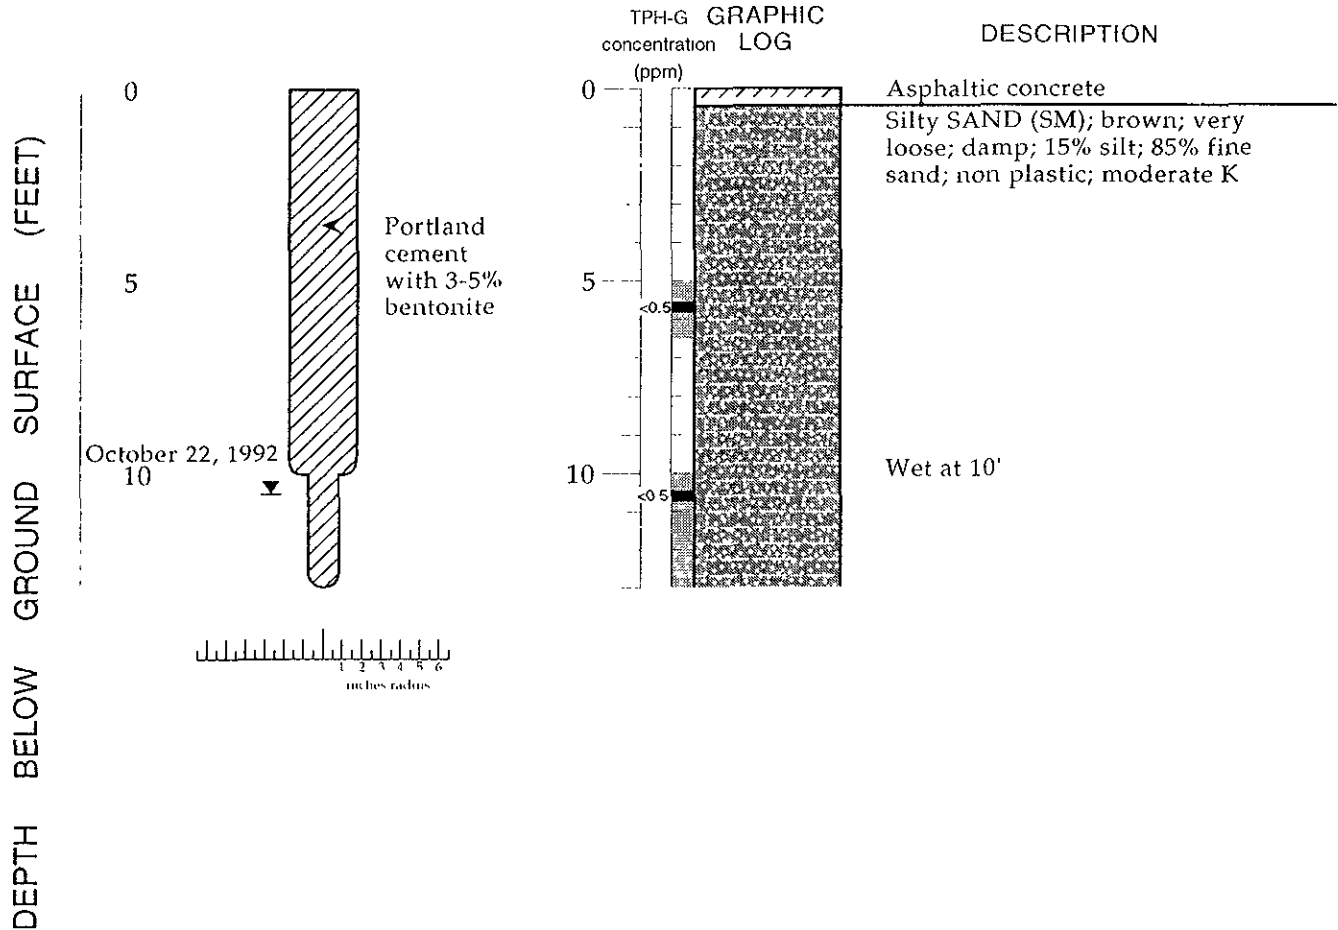 TPH-G
concentration
(ppm)
GRAPHIC
LOG
DESCRIPTION
DEPTH BELOW GROUND SURFACE (FEET)
0
5
10
October 22, 1992
Portland
cement
with 3-5%
bentonite
1 2 3 4 5 6
inches radius
0
5
10
<0.5
<0 5
Asphaltic concrete
Silty SAND (SM); brown; very
loose; damp; 15% silt; 85% fine
sand; non plastic; moderate K
Wet at 10'